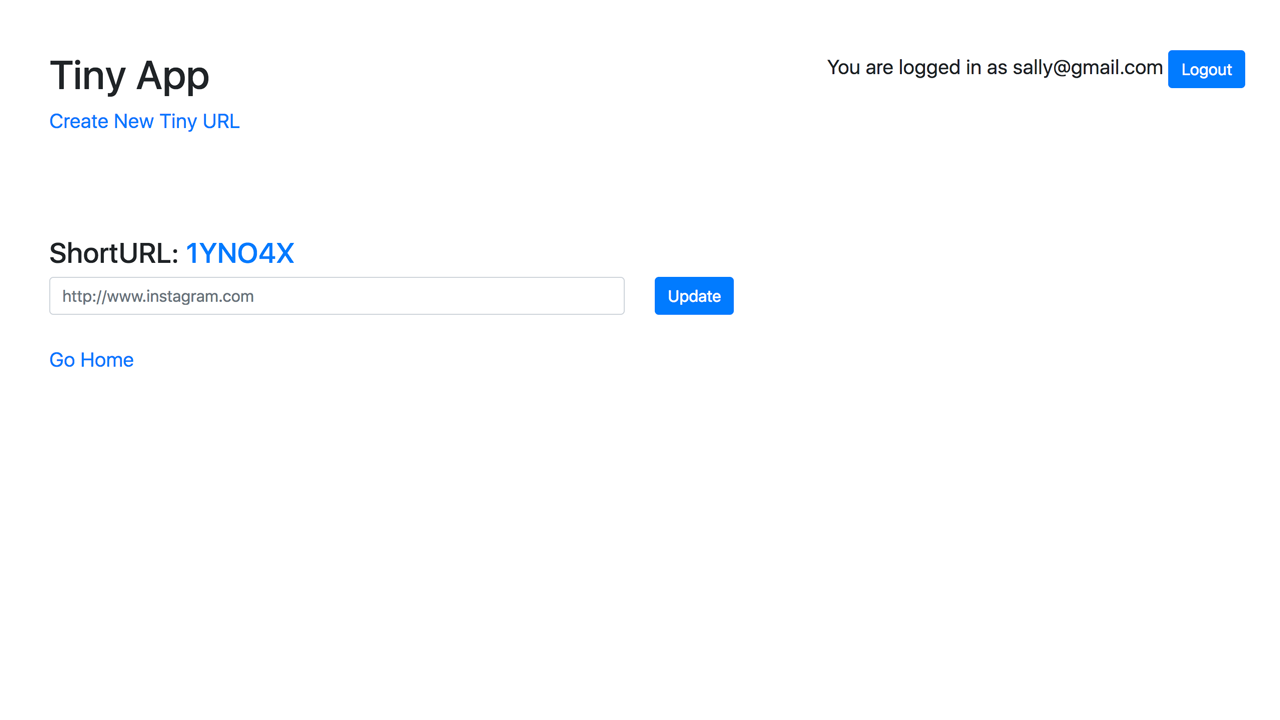 Tiny App
You are logged in as sally@gmail.com Logout
Create New Tiny URL
ShortURL: 1YNO4X
http://www.instagram.com Update
Go Home